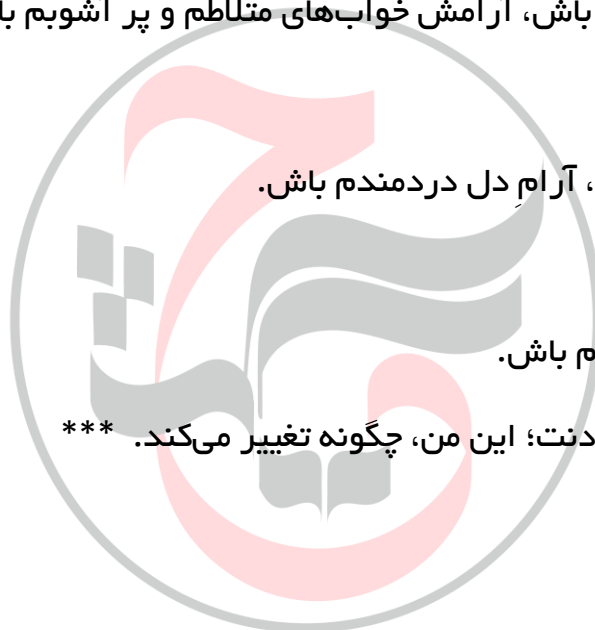 باش، آرامش خواب‌های متلاطم و پر آشوبم
، آرامِ دل دردمندم باش.
م باش.
دنت؛ این من، چگونه تغییر می‌کند. ***